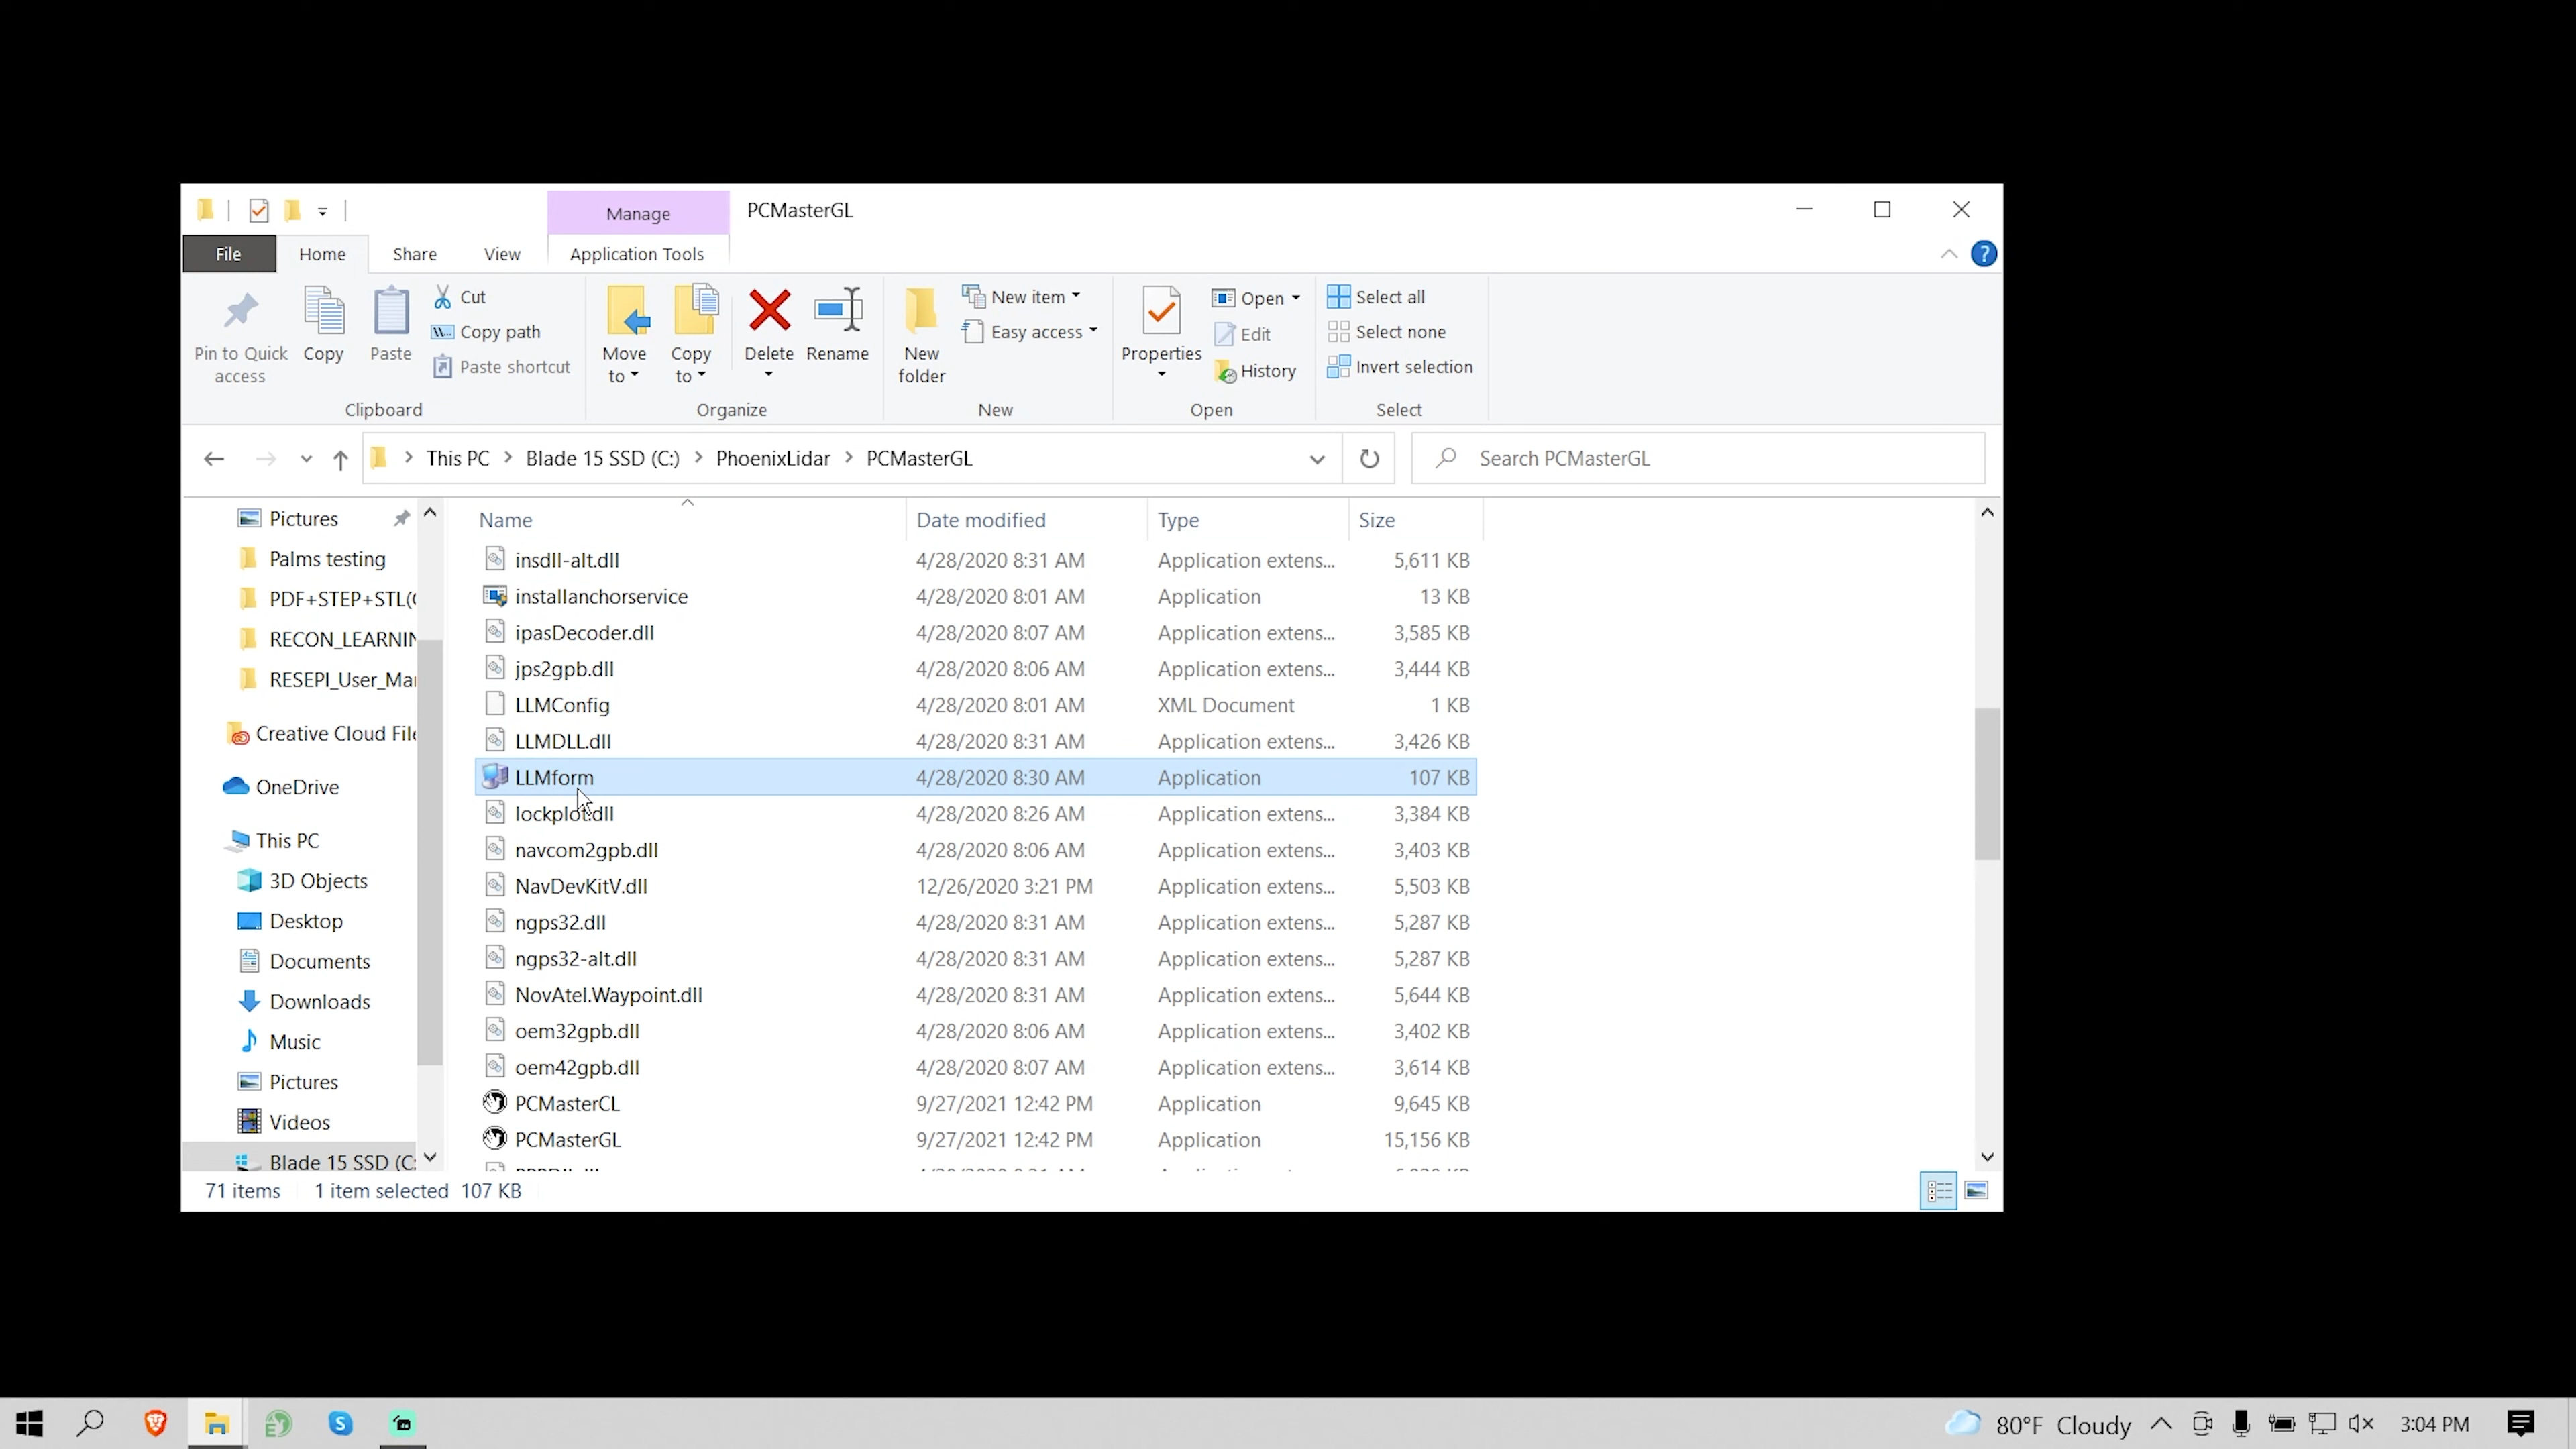 Manage
PCMasterGL
File
Home
Share
View
Application Tools
Pin to Quick access
Copy
Paste
Cut
Copy path
Paste shortcut
Clipboard
Move to
Copy to
Delete
Rename
Organize
New folder
New item
Easy access
New
Properties
Open
Edit
History
Open
Select all
Select none
Invert selection
Select
This PC > Blade 15 SSD (C:) > PhoenixLidar > PCMasterGL
Search PCMasterGL
Pictures
Palms testing
PDF+STEP+STL(
RECON_LEARNIN
RESEPI_User_Ma
Creative Cloud File
OneDrive
This PC
3D Objects
Desktop
Documents
Downloads
Music
Pictures
Videos
Blade 15 SSD (C:
Name Date modified Type Size
insdll-alt.dll 4/28/2020 8:31 AM Application extens... 5,611 KB
installanchorservice 4/28/2020 8:01 AM Application 13 KB
ipasDecoder.dll 4/28/2020 8:07 AM Application extens... 3,585 KB
jps2gpb.dll 4/28/2020 8:06 AM Application extens... 3,444 KB
LLMConfig 4/28/2020 8:01 AM XML Document 1 KB
LLMDLL.dll 4/28/2020 8:31 AM Application extens... 3,426 KB
LLMform 4/28/2020 8:30 AM Application 107 KB
lockplot.dll 4/28/2020 8:26 AM Application extens... 3,384 KB
navcom2gpb.dll 4/28/2020 8:06 AM Application extens... 3,403 KB
NavDevKitV.dll 12/26/2020 3:21 PM Application extens... 5,503 KB
ngps32.dll 4/28/2020 8:31 AM Application extens... 5,287 KB
ngps32-alt.dll 4/28/2020 8:31 AM Application extens... 5,287 KB
NovAtel.Waypoint.dll 4/28/2020 8:31 AM Application extens... 5,644 KB
oem32gpb.dll 4/28/2020 8:06 AM Application extens... 3,402 KB
oem42gpb.dll 4/28/2020 8:07 AM Application extens... 3,614 KB
PCMasterCL 9/27/2021 12:42 PM Application 9,645 KB
PCMasterGL 9/27/2021 12:42 PM Application 15,156 KB
71 items 1 item selected 107 KB
80°F Cloudy 3:04 PM